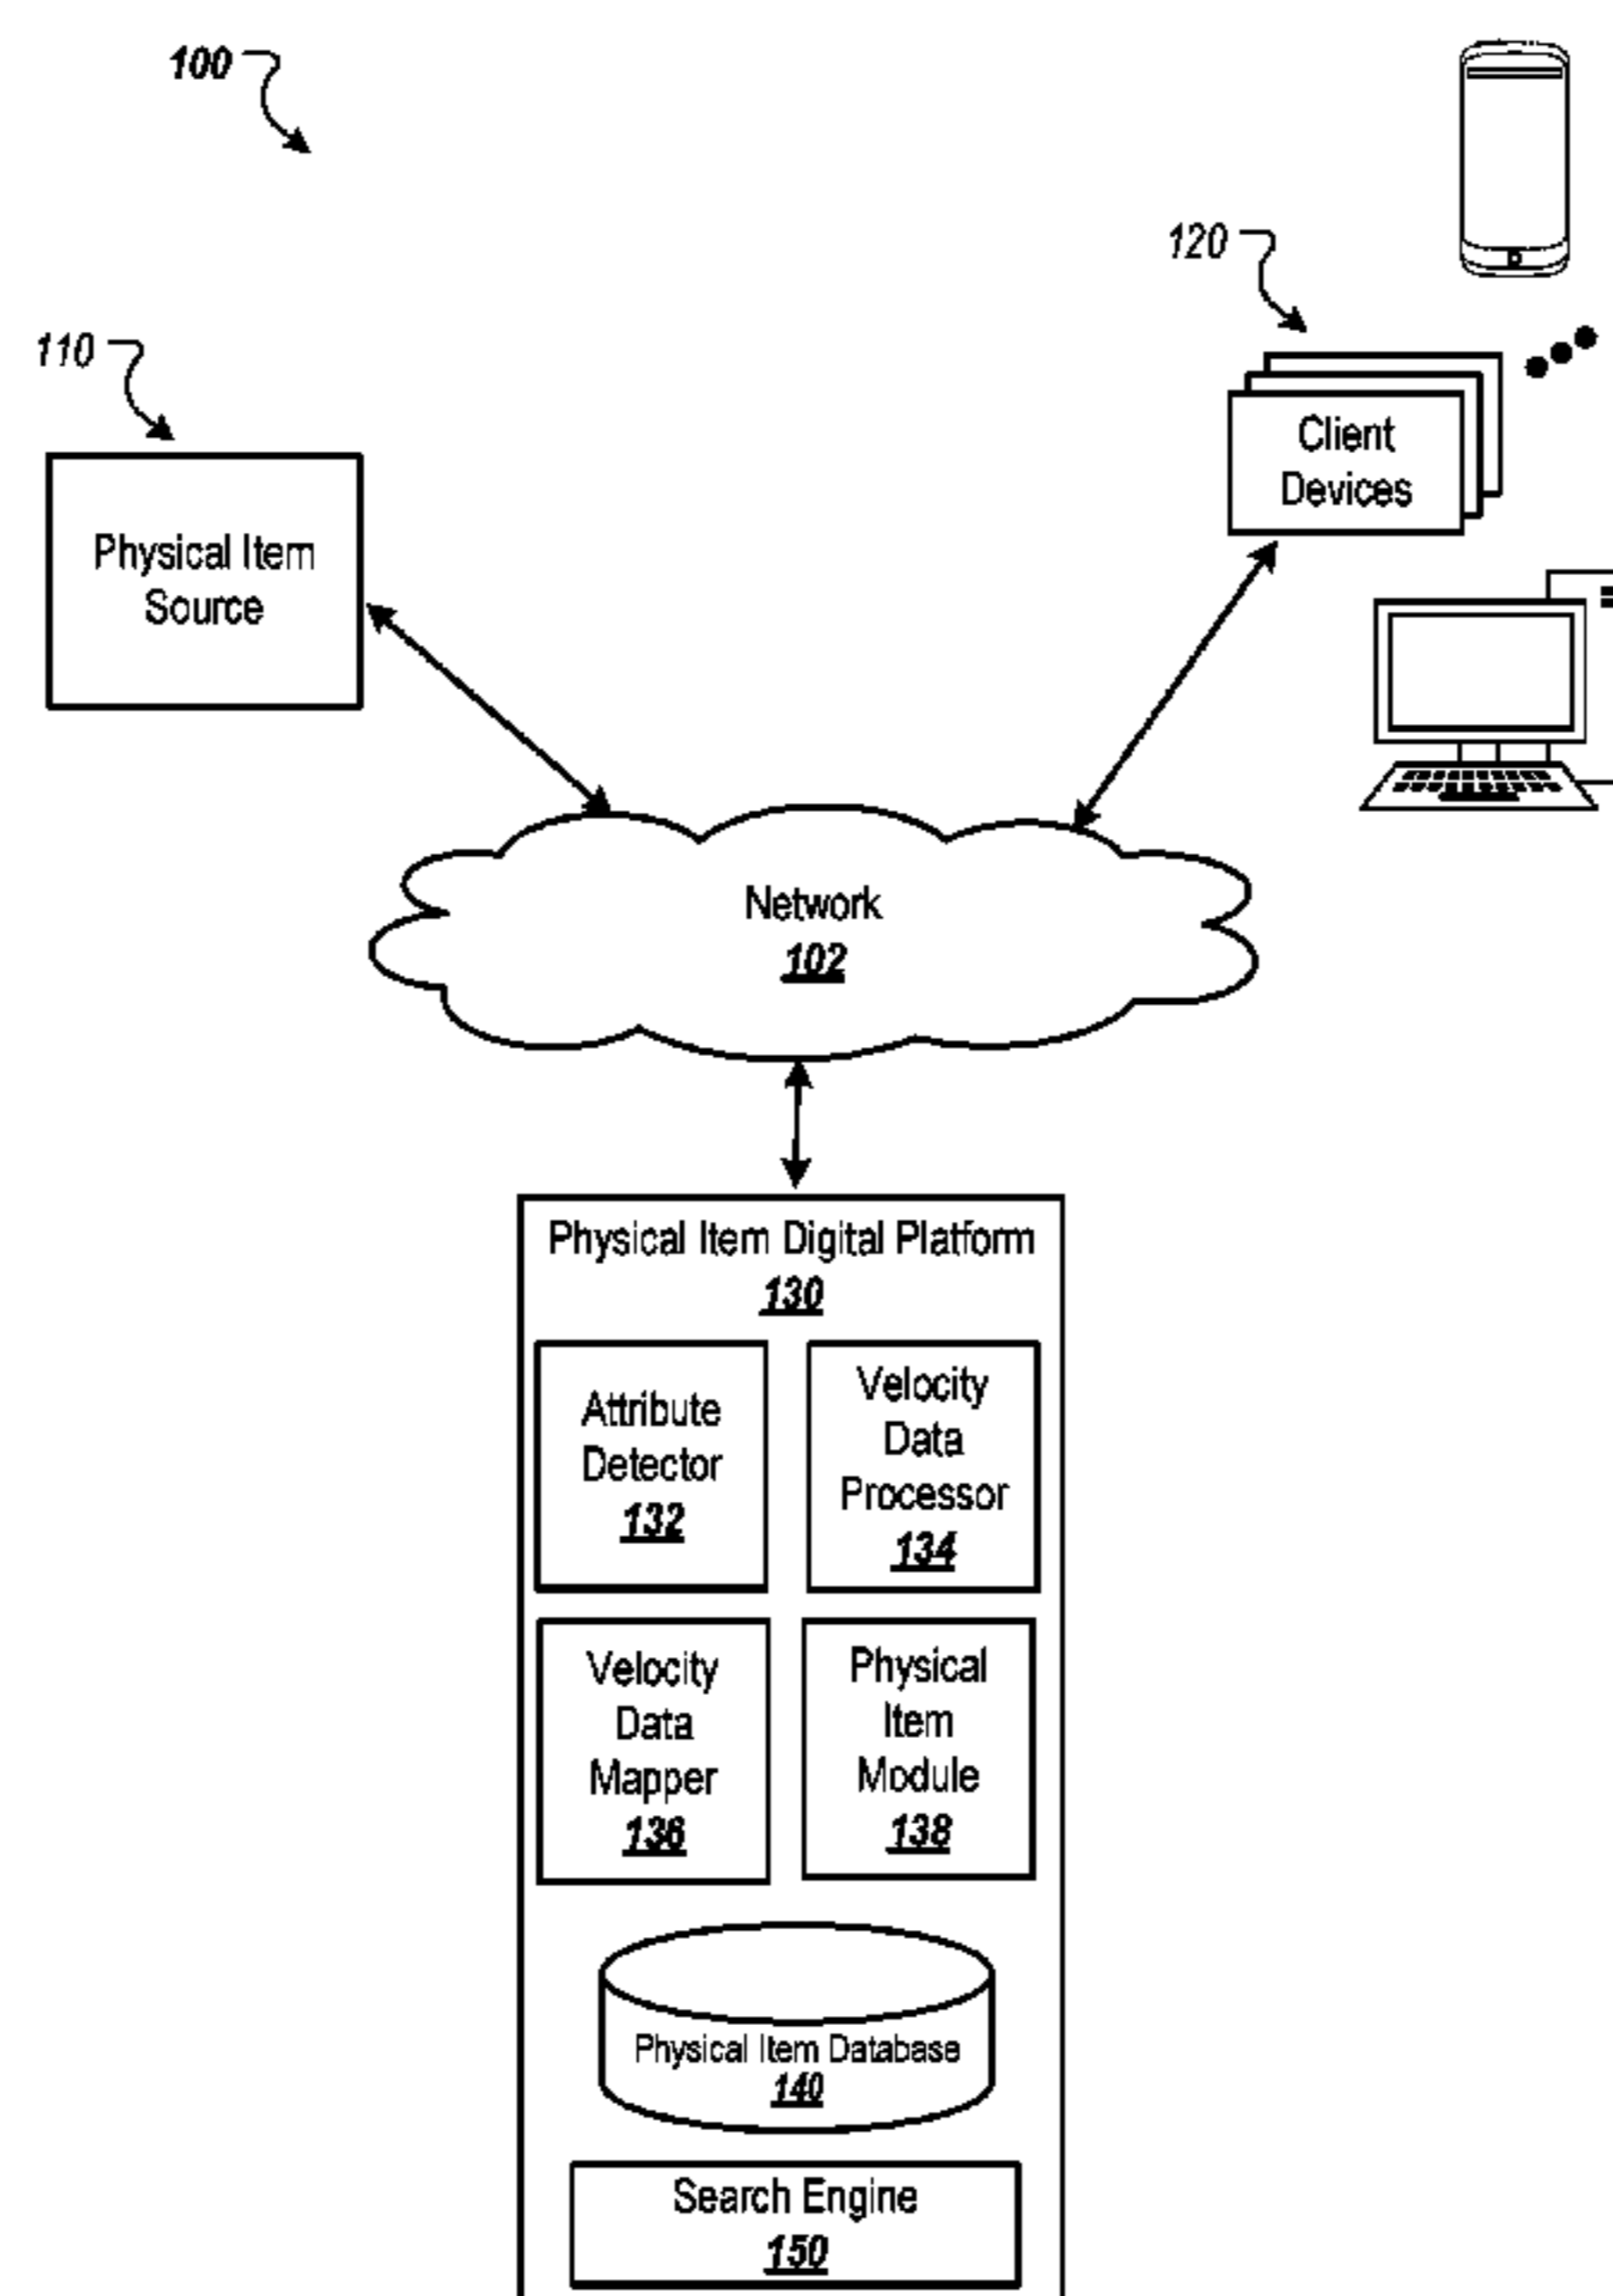 100
120
110
Client
Devices
Physical Item
Source
Network
102
Physical Item Digital Platform
130
Attribute
Detector
132
Velocity
Data
Processor
134
Velocity
Data
Mapper
136
Physical
Item
Module
138
Physical Item Database
140
Search Engine
150